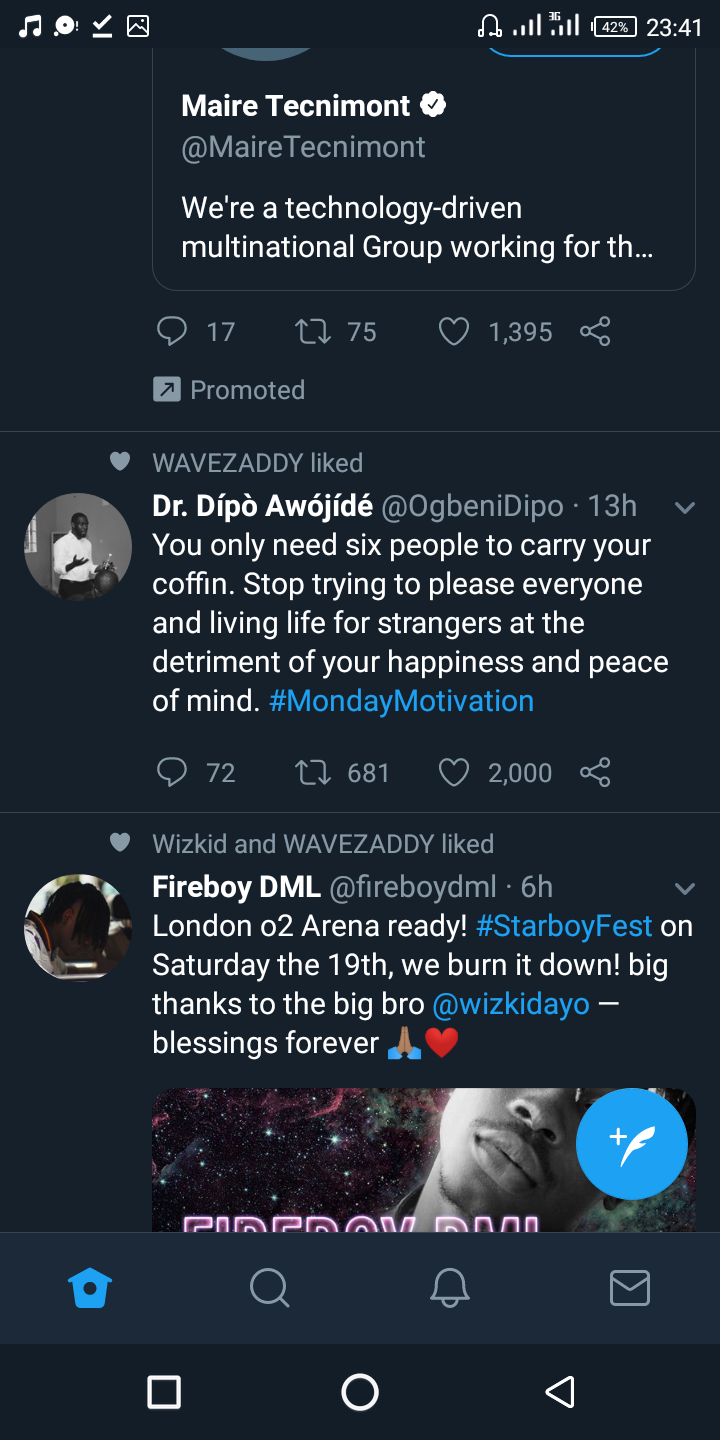 3G 42% 23:41
Maire Tecnimont
@MaireTecnimont
We're a technology-driven
multinational Group working for th...
17 75 1,395
Promoted
WAVEZADDY liked
Dr. Dípò Awójídé @OgbeniDipo · 13h
You only need six people to carry your
coffin. Stop trying to please everyone
and living life for strangers at the
detriment of your happiness and peace
of mind. #MondayMotivation
72 681 2,000
Wizkid and WAVEZADDY liked
Fireboy DML @fireboydml · 6h
London o2 Arena ready! #StarboyFest on
Saturday the 19th, we burn it down! big
thanks to the big bro @wizkidayo –
blessings forever 🙏🏽❤️
FIREBOY DML